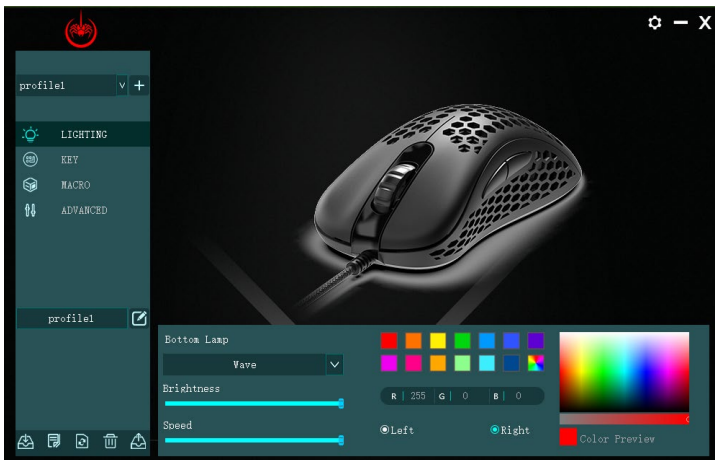 X
profile1
LIGHTING
KEY
MACRO
ADVANCED
profile1
Bottom Lamp
Wave
Brightness
R 255 G 0 B 0
Speed
Left Right
Color Preview